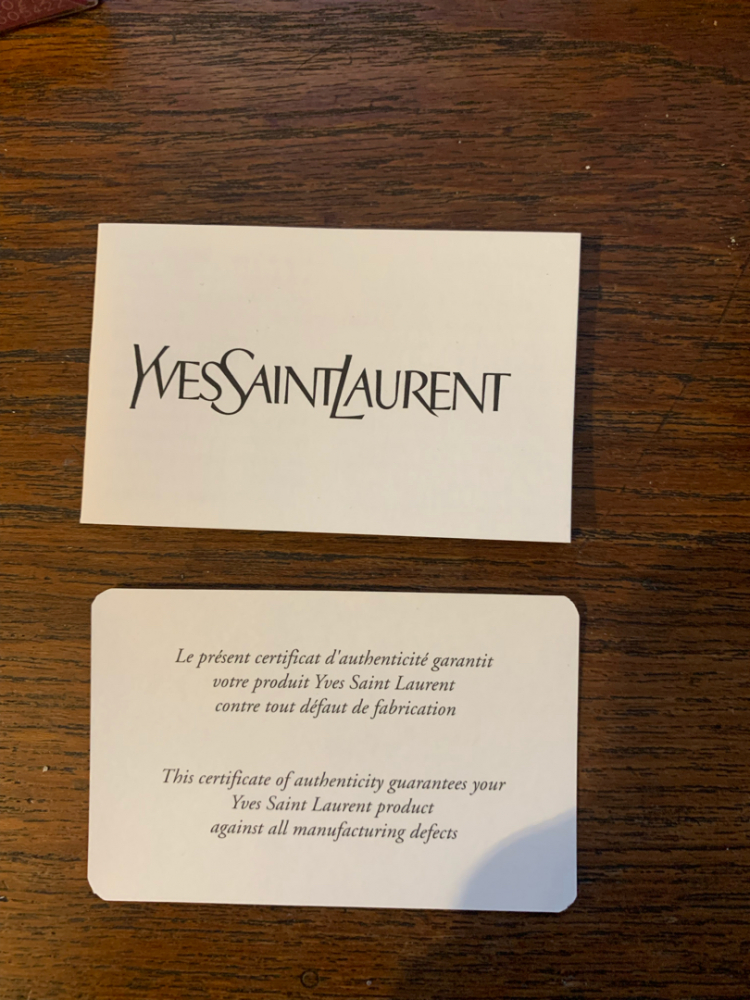 YVESSAINTLAURENT
Le présent certificat d'authenticité garantit
votre produit Yves Saint Laurent
contre tout défaut de fabrication
This certificate of authenticity guarantees your
Yves Saint Laurent product
against all manufacturing defects